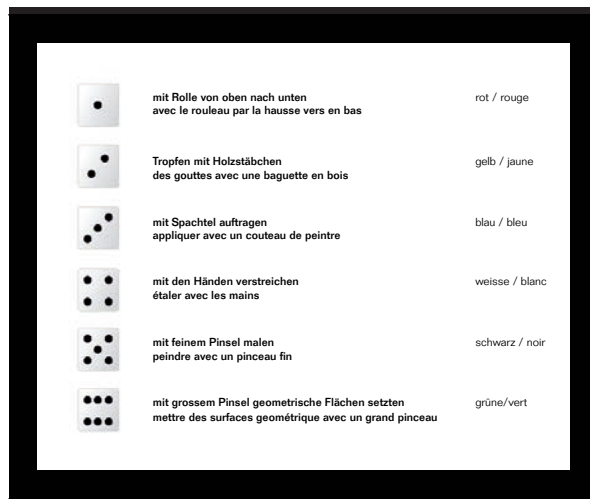 mit Rolle von oben nach unten
avec le rouleau par la hausse vers en bas
rot / rouge
Tropfen mit Holzstäbchen
des gouttes avec une baguette en bois
gelb / jaune
mit Spachtel auftragen
appliquer avec un couteau de peintre
blau / bleu
mit den Händen verstreichen
étaler avec les mains
weisse / blanc
mit feinem Pinsel malen
peindre avec un pinceau fin
schwarz / noir
mit grossem Pinsel geometrische Flächen setzten
mettre des surfaces geométrique avec un grand pinceau
grüne/vert